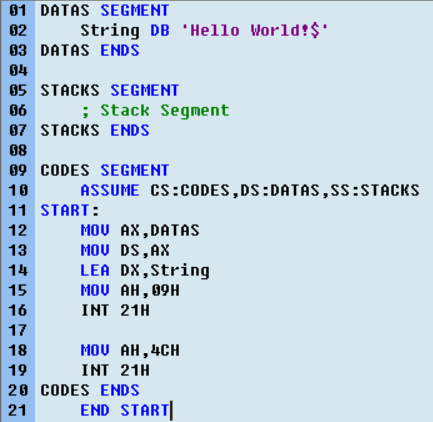 01 DATAS SEGMENT
02     String DB 'Hello World!$'
03 DATAS ENDS
04
05 STACKS SEGMENT
06     ; Stack Segment
07 STACKS ENDS
08
09 CODES SEGMENT
10     ASSUME CS:CODES,DS:DATAS,SS:STACKS
11 START:
12     MOV AX,DATAS
13     MOV DS,AX
14     LEA DX,String
15     MOV AH,09H
16     INT 21H
17
18     MOV AH,4CH
19     INT 21H
20 CODES ENDS
21     END START